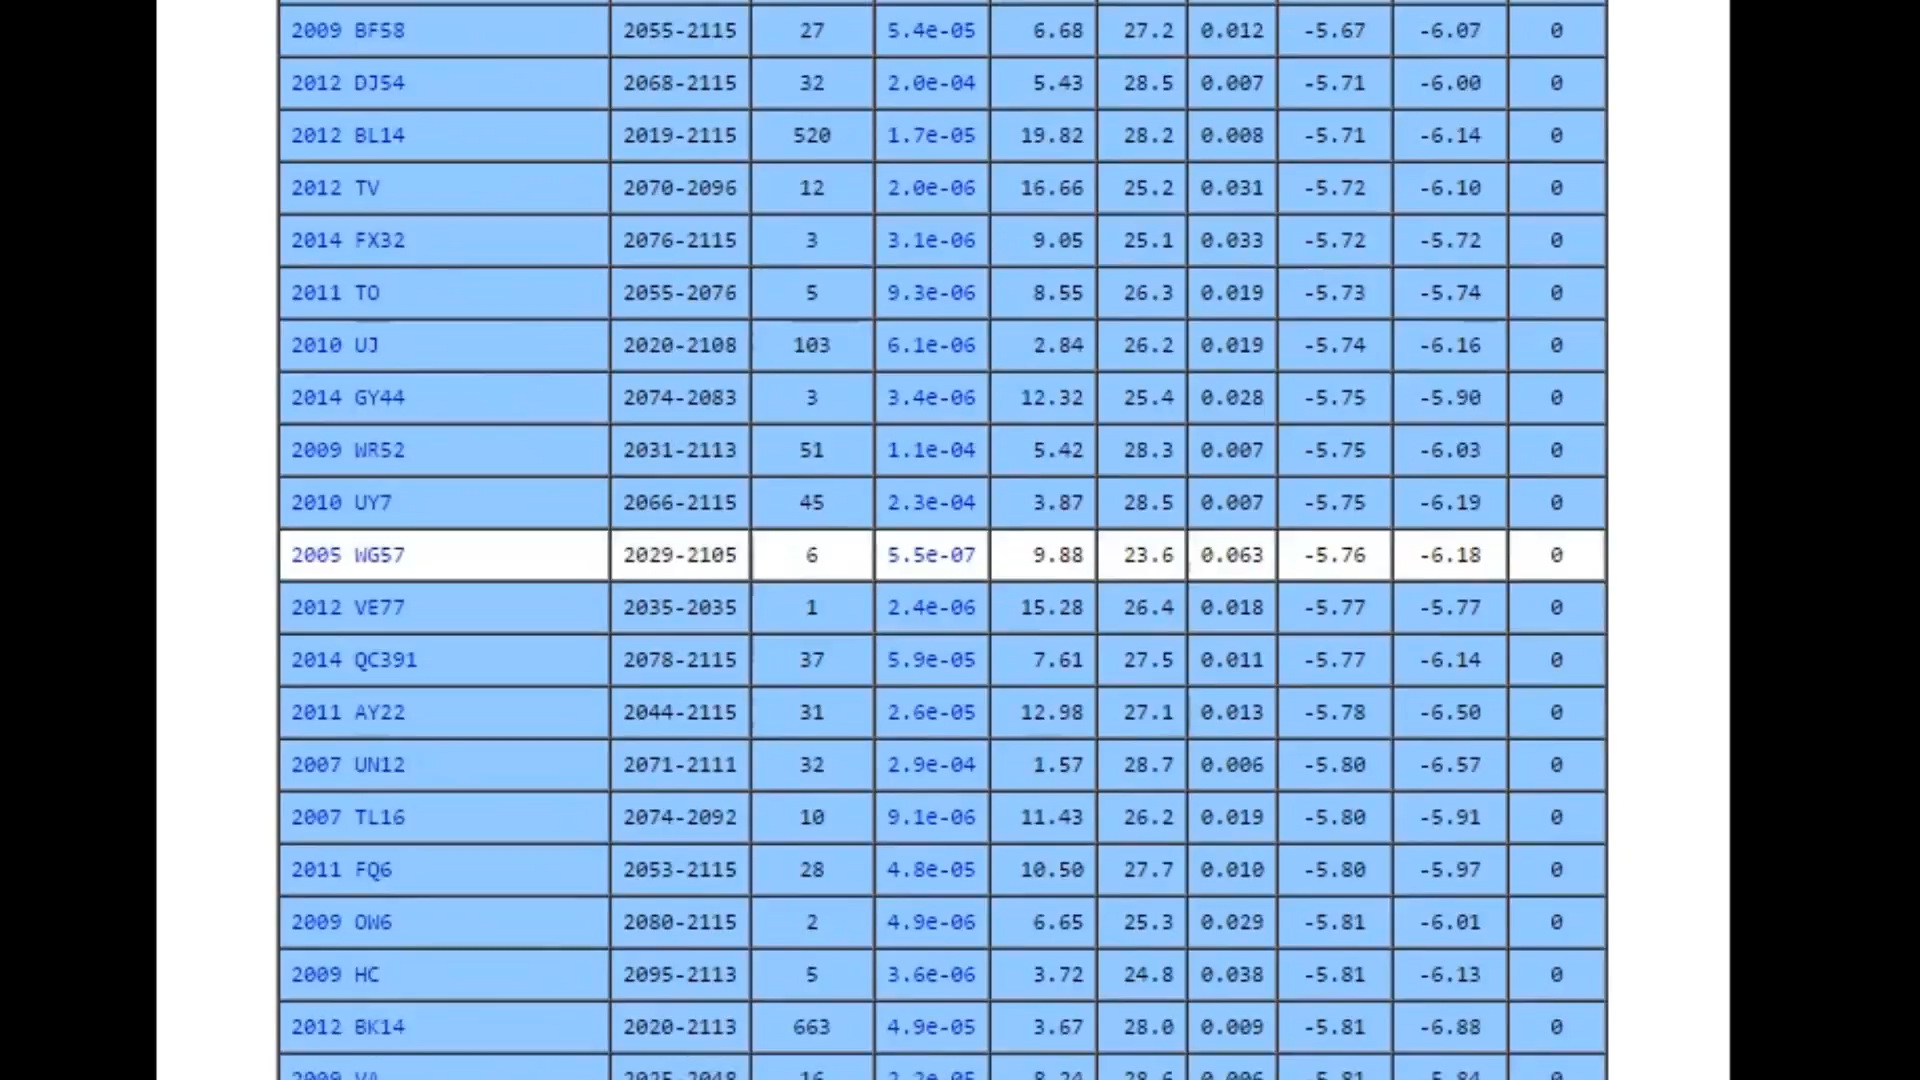 2009 BF58 2055-2115 27 5.4e-05 6.68 27.2 0.012 -5.67 -6.07 0
2012 DJ54 2068-2115 32 2.0e-04 5.43 28.5 0.007 -5.71 -6.00 0
2012 BL14 2019-2115 520 1.7e-05 19.82 28.2 0.008 -5.71 -6.14 0
2012 TV 2070-2096 12 2.0e-06 16.66 25.2 0.031 -5.72 -6.10 0
2014 FX32 2076-2115 3 3.1e-06 9.05 25.1 0.033 -5.72 -5.72 0
2011 TO 2055-2076 5 9.3e-06 8.55 26.3 0.019 -5.73 -5.74 0
2010 UJ 2020-2108 103 6.1e-06 2.84 26.2 0.019 -5.74 -6.16 0
2014 GY44 2074-2083 3 3.4e-06 12.32 25.4 0.028 -5.75 -5.90 0
2009 WR52 2031-2113 51 1.1e-04 5.42 28.3 0.007 -5.75 -6.03 0
2010 UY7 2066-2115 45 2.3e-04 3.87 28.5 0.007 -5.75 -6.19 0
2005 WG57 2029-2105 6 5.5e-07 9.88 23.6 0.063 -5.76 -6.18 0
2012 VE77 2035-2035 1 2.4e-06 15.28 26.4 0.018 -5.77 -5.77 0
2014 QC391 2078-2115 37 5.9e-05 7.61 27.5 0.011 -5.77 -6.14 0
2011 AY22 2044-2115 31 2.6e-05 12.98 27.1 0.013 -5.78 -6.50 0
2007 UN12 2071-2111 32 2.9e-04 1.57 28.7 0.006 -5.80 -6.57 0
2007 TL16 2074-2092 10 9.1e-06 11.43 26.2 0.019 -5.80 -5.91 0
2011 FQ6 2053-2115 28 4.8e-05 10.50 27.7 0.010 -5.80 -5.97 0
2009 OW6 2080-2115 2 4.9e-06 6.65 25.3 0.029 -5.81 -6.01 0
2009 HC 2095-2113 5 3.6e-06 3.72 24.8 0.038 -5.81 -6.13 0
2012 BK14 2020-2113 663 4.9e-05 3.67 28.0 0.009 -5.81 -6.88 0